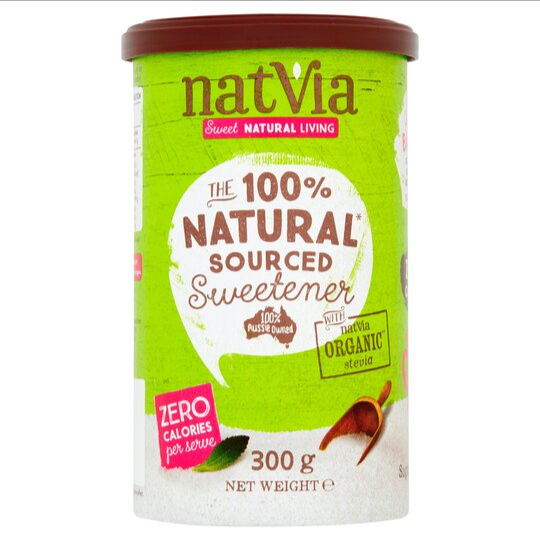 natvia
Sweet NATURAL LIVING
THE 100%
NATURAL*
SOURCED
Sweetener
100%
Aussie Owned
WITH
natvia
ORGANIC™
stevia
ZERO
CALORIES
per serve
300 g
NET WEIGHT ℮